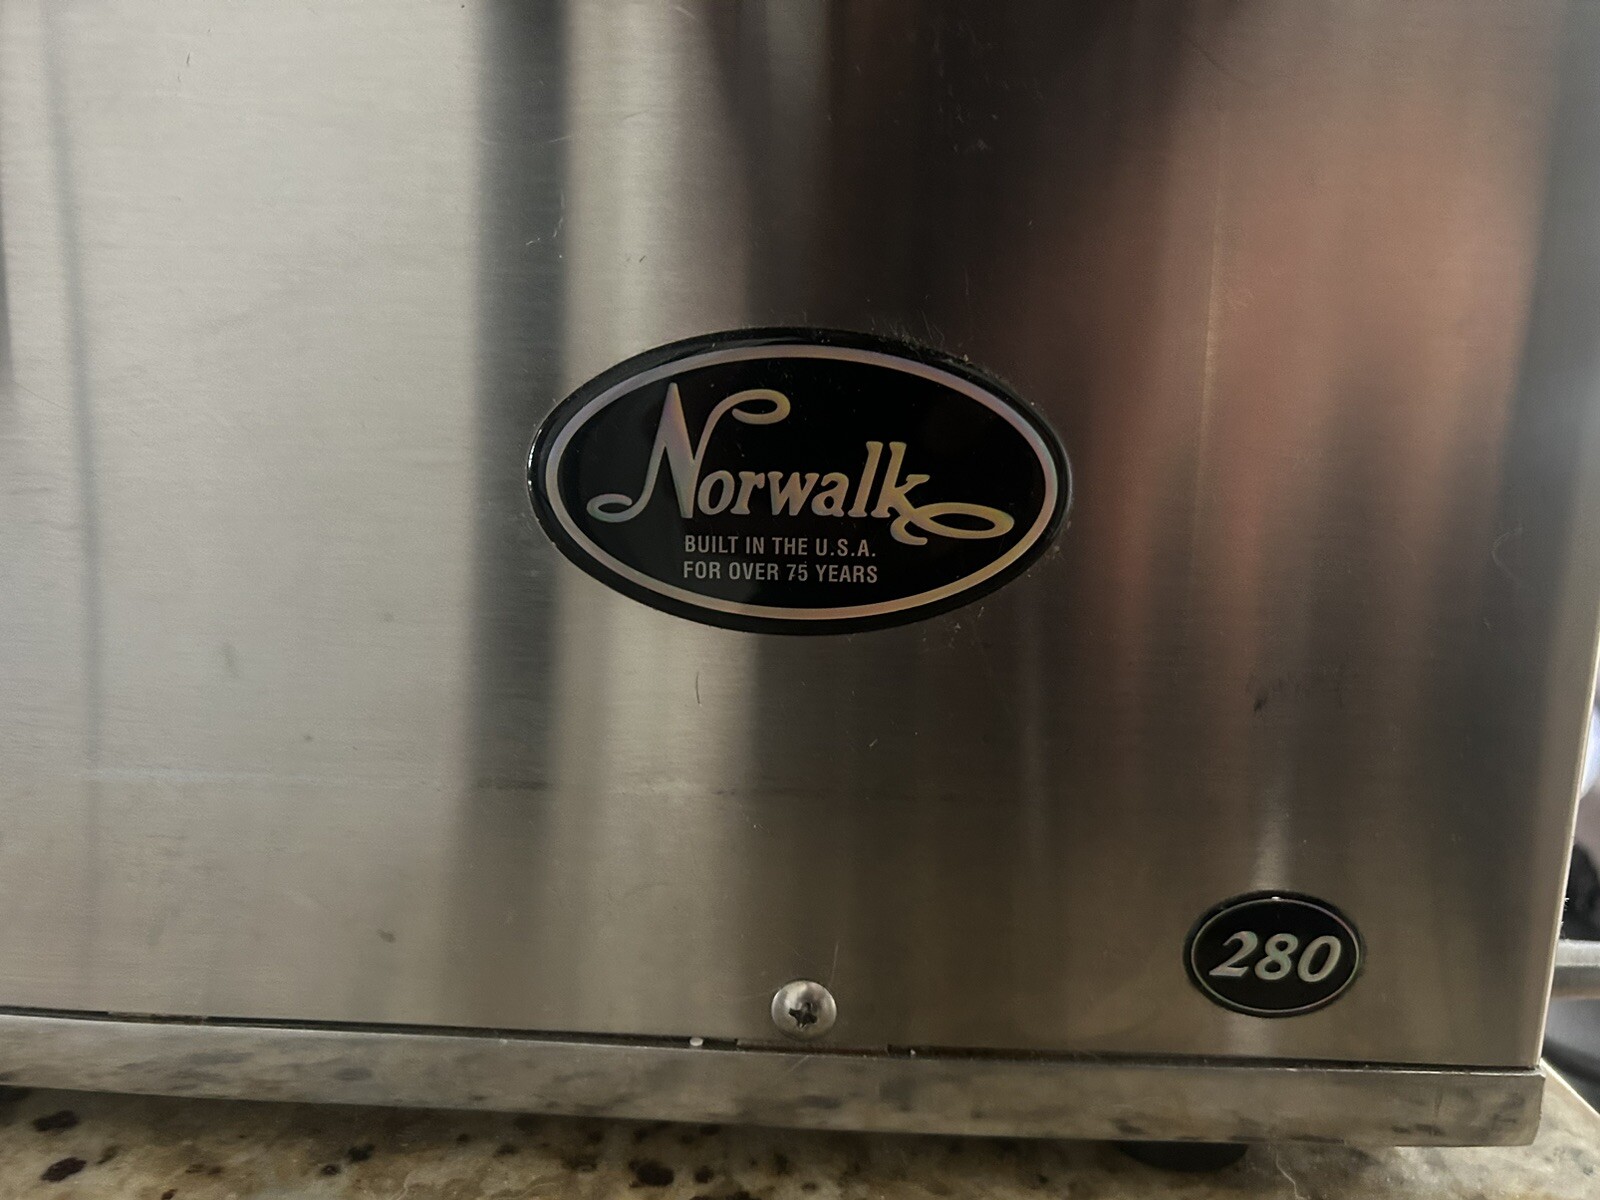 Norwalk
BUILT IN THE U.S.A.
FOR OVER 75 YEARS
280